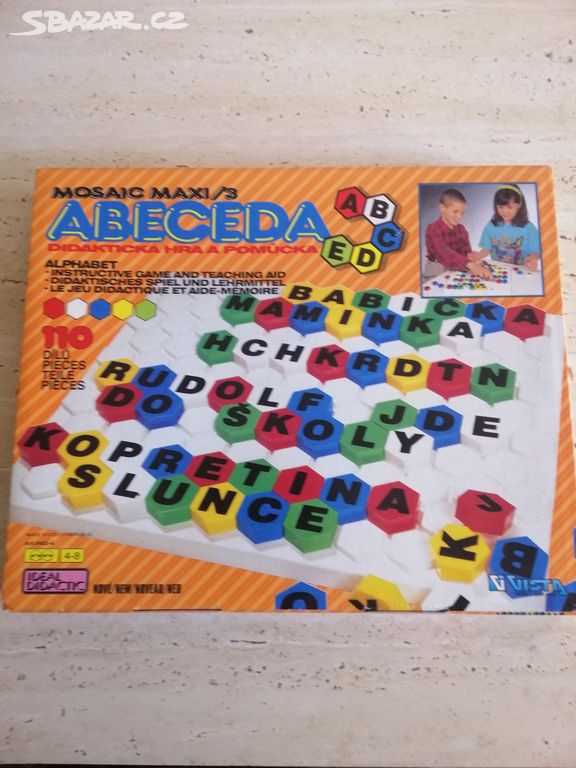 SBAZAR.CZ
MOSAIC MAXI/3
ABECEDA
DIDAKTICKÁ HRA A POMŮCKA
ALPHABET
• INSTRUCTIVE GAME AND TEACHING AID
• DIDAKTISCHES SPIEL UND LEHRMITTEL
• LE JEU DIDACTIQUE ET AIDE-MÉMOIRE
A B C D E
110
DÍLŮ
PIECES
TEILE
PIÈCES
BABIČKA
MAMINKA
HCHKRDTN
RUDOLF JDE
DO ŠKOLY
KOPRETINA
SLUNCE
J
K
B
4-8
IDEAL
DIDACTIC
NOVÉ/NEW/NOVEAU/NEU
VISTA